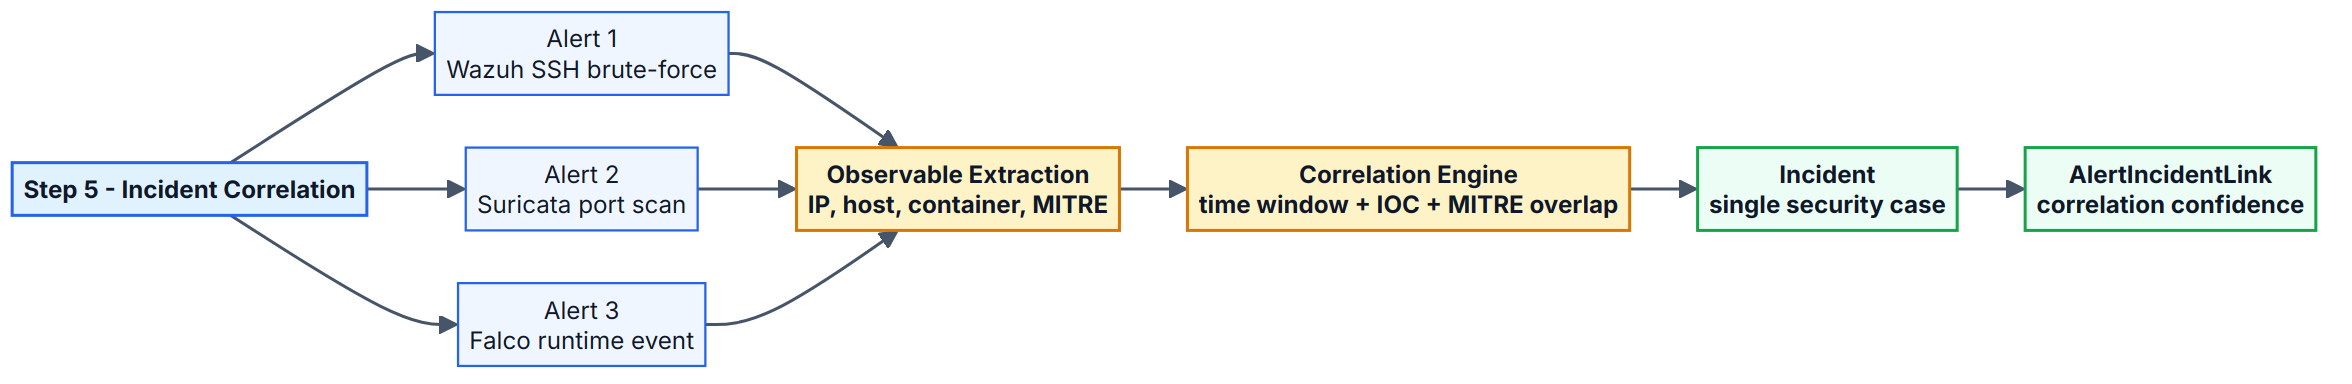 Step 5 - Incident Correlation
Alert 1
Wazuh SSH brute-force
Alert 2
Suricata port scan
Alert 3
Falco runtime event
Observable Extraction
IP, host, container, MITRE
Correlation Engine
time window + IOC + MITRE overlap
Incident
single security case
AlertIncidentLink
correlation confidence